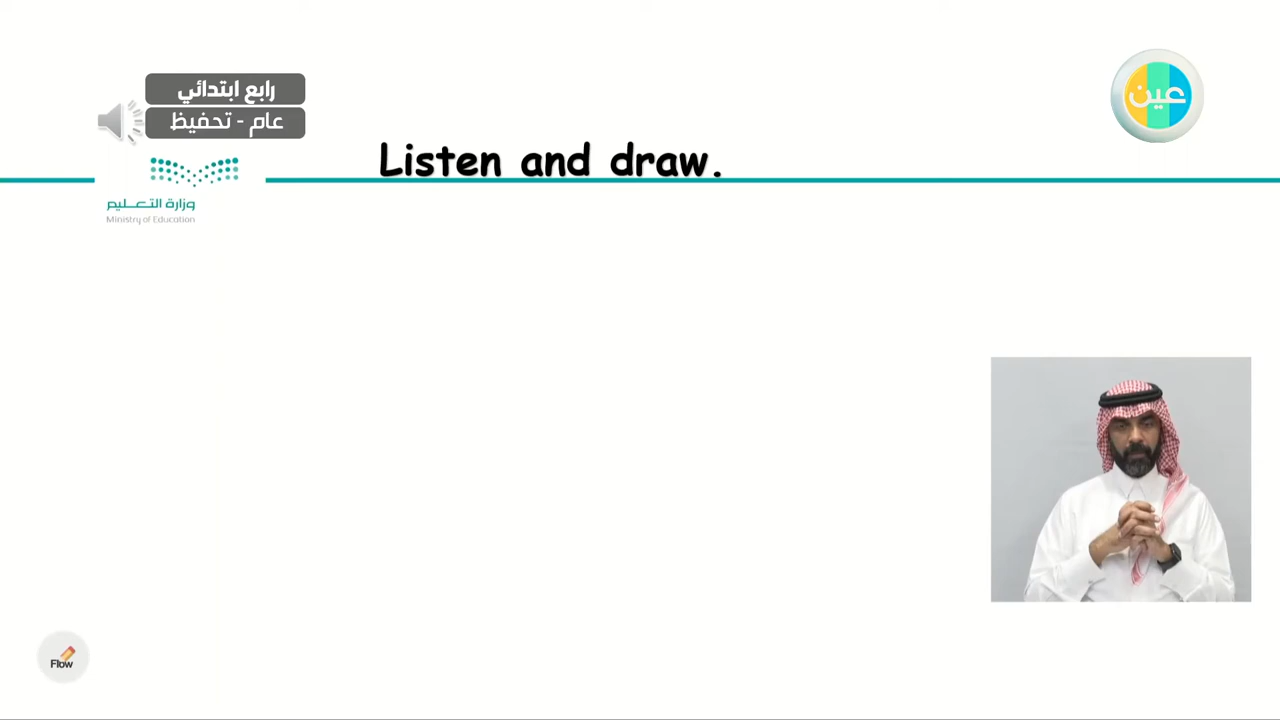 رابع ابتدائي
عين
عام - تحفيظ
Listen and draw.
وزارة التعليم
Ministry of Education
Flow